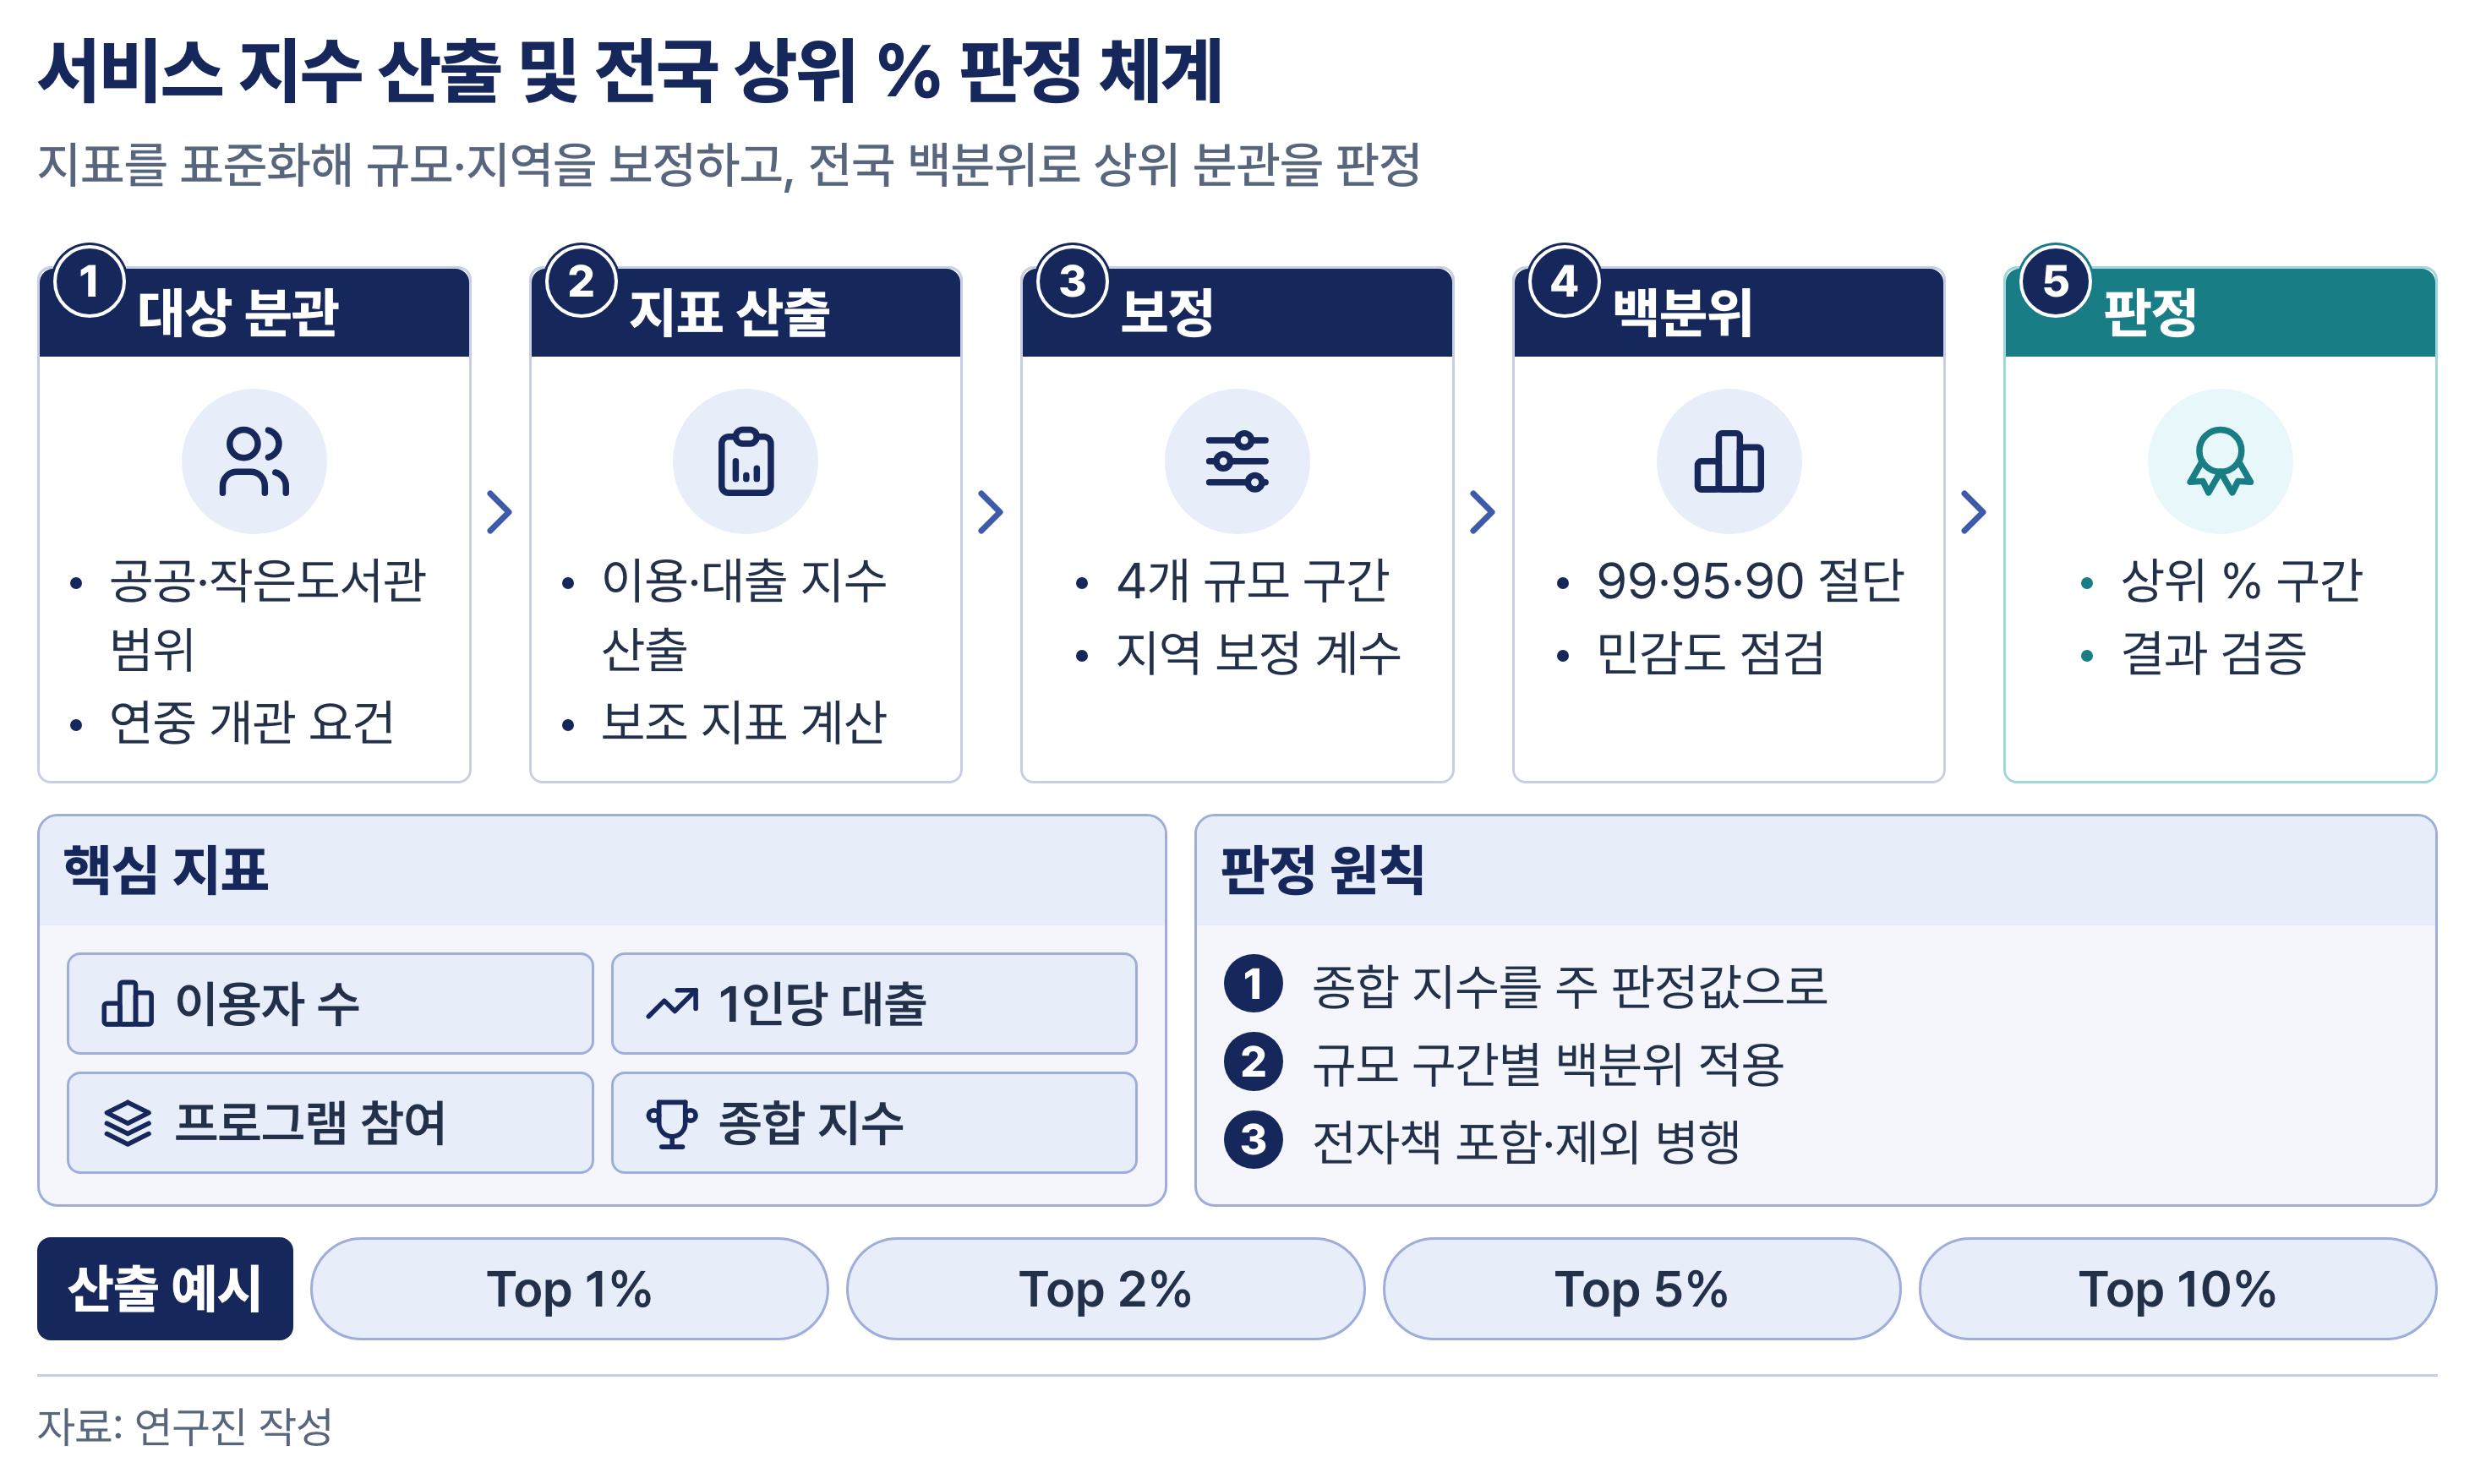 서비스 지수 산출 및 전국 상위 % 판정 체계
지표를 표준화해 규모·지역을 보정하고, 전국 백분위로 상위 분관을 판정
1 대상 분관
공공·작은도서관
범위
연중 개관 요건
2 지표 산출
이용·대출 지수
산출
보조 지표 계산
3 보정
4개 규모 구간
지역 보정 계수
4 백분위
99·95·90 절단
민감도 점검
5 판정
상위 % 구간
결과 검증
핵심 지표
이용자 수
1인당 대출
프로그램 참여
종합 지수
판정 원칙
1 종합 지수를 주 판정값으로
2 규모 구간별 백분위 적용
3 전자책 포함·제외 병행
산출 예시
Top 1%
Top 2%
Top 5%
Top 10%
자료: 연구진 작성